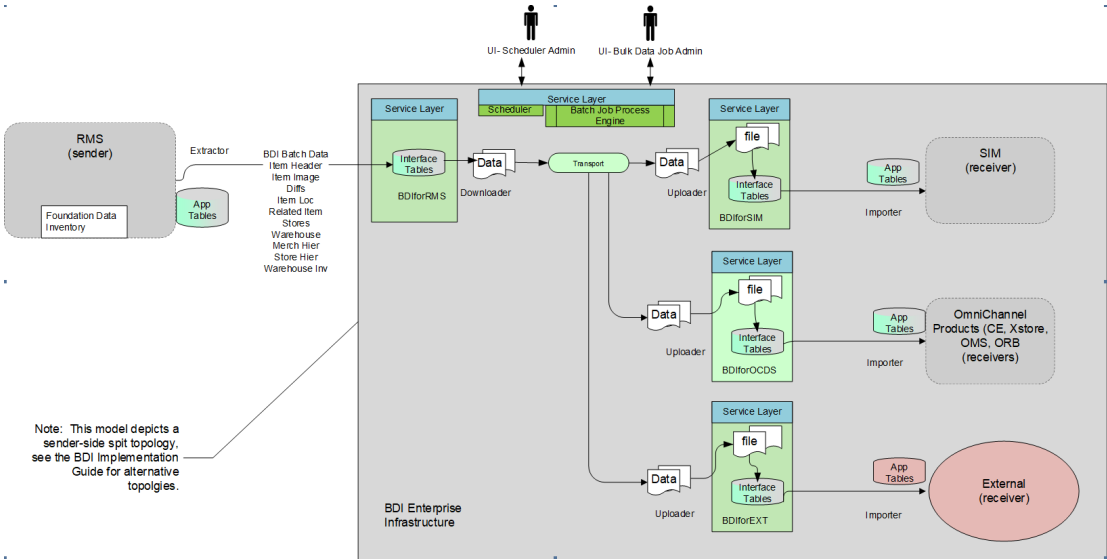 UI- Scheduler Admin
UI- Bulk Data Job Admin
Service Layer
Scheduler
Batch Job Process
Engine
RMS
(sender)
Foundation Data
Inventory
Extractor
App
Tables
BDI Batch Data
Item Header
Item Image
Diffs
Item Loc
Related Item
Stores
Warehouse
Merch Hier
Store Hier
Warehouse Inv
Service Layer
Interface
Tables
BDIforRMS
Data
Downloader
Transport
Data
Uploader
Service Layer
file
Interface
Tables
BDIforSIM
App
Tables
Importer
SIM
(receiver)
Data
Uploader
Service Layer
file
Interface
Tables
BDIforOCDS
App
Tables
Importer
OmniChannel
Products (CE, Xstore,
OMS, ORB
(receivers)
Data
Uploader
Service Layer
file
Interface
Tables
BDIforEXT
App
Tables
Importer
External
(receiver)
Note: This model depicts a
sender-side spit topology,
see the BDI Implementation
Guide for alternative
topolgies.
BDI Enterprise
Infrastructure